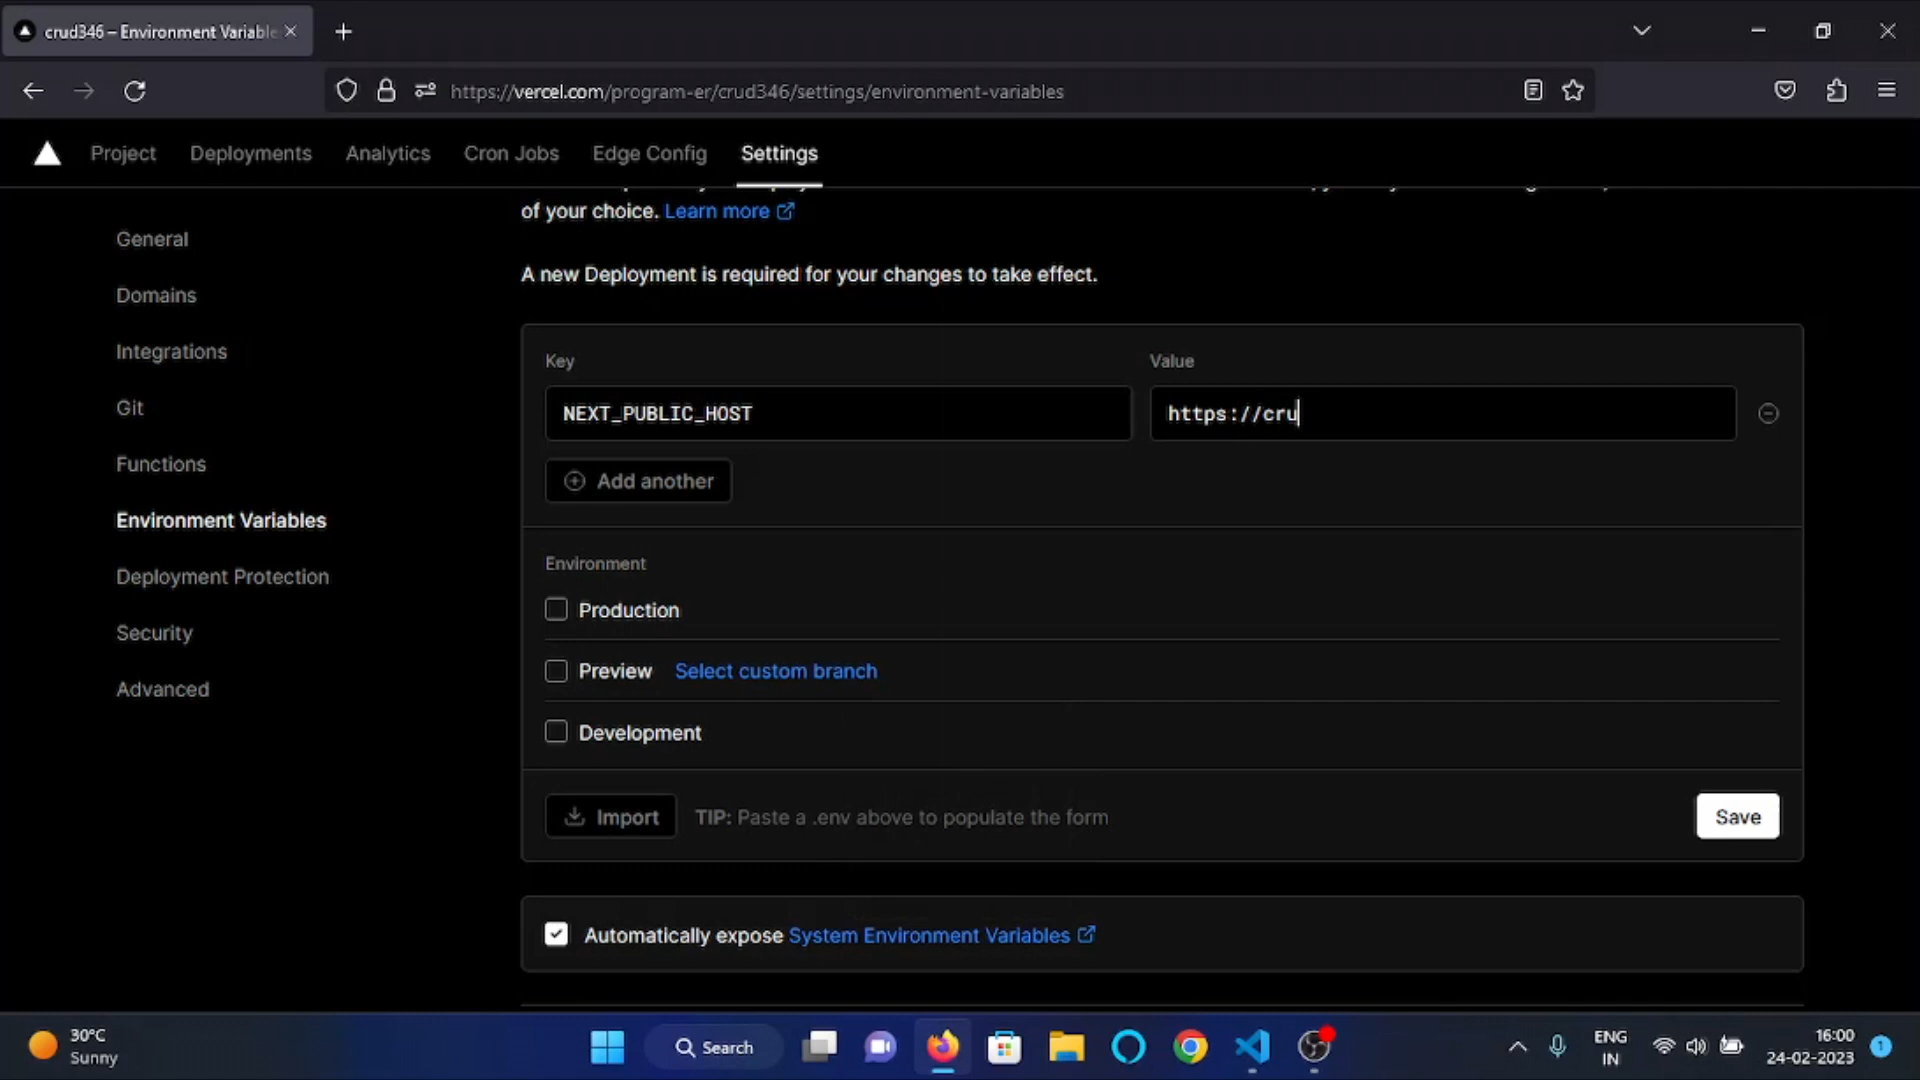 crud346 – Environment Variable
https://vercel.com/program-er/crud346/settings/environment-variables
Project
Deployments
Analytics
Cron Jobs
Edge Config
Settings
General
Domains
Integrations
Git
Functions
Environment Variables
Deployment Protection
Security
Advanced
of your choice. Learn more
A new Deployment is required for your changes to take effect.
Key
Value
NEXT_PUBLIC_HOST
https://cru
Add another
Environment
Production
Preview Select custom branch
Development
Import
TIP: Paste a .env above to populate the form
Save
Automatically expose System Environment Variables
30°C
Sunny
Search
ENG
IN
16:00
24-02-2023
1